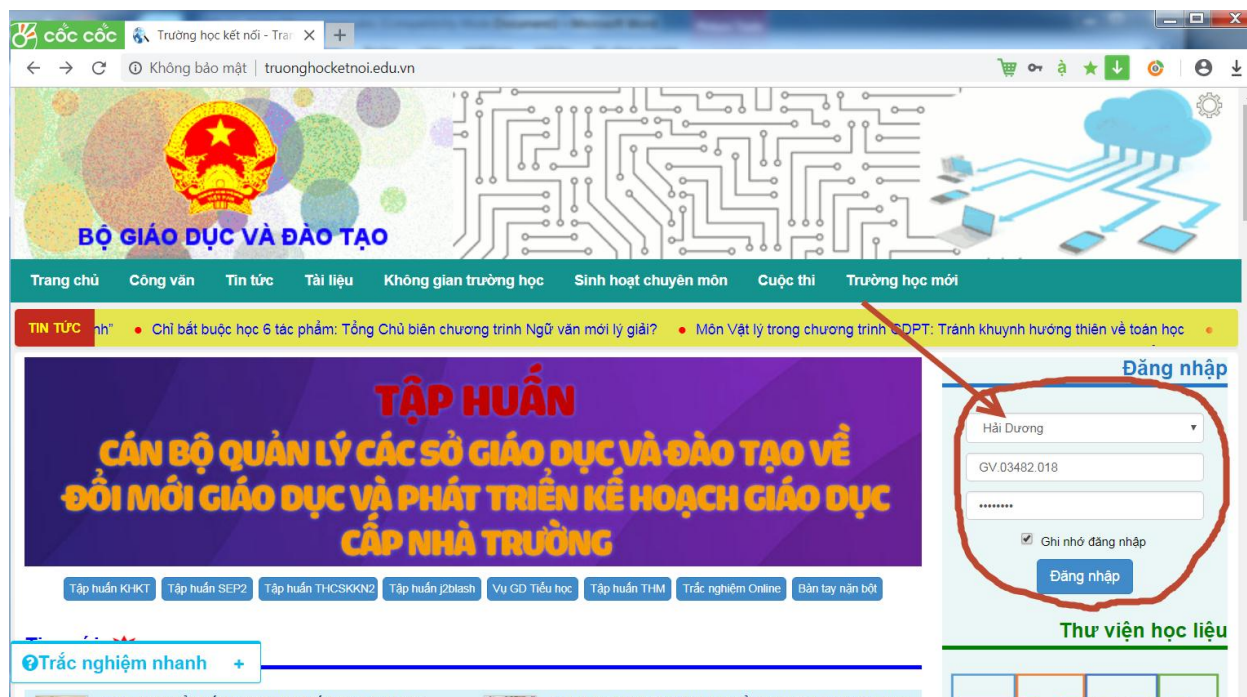 cốc cốc Trường học kết nối - Tran
Không bảo mật | truonghocketnoi.edu.vn
BỘ GIÁO DỤC VÀ ĐÀO TẠO
Trang chủ Công văn Tin tức Tài liệu Không gian trường học Sinh hoạt chuyên môn Cuộc thi Trường học mới
TIN TỨC nh" • Chỉ bắt buộc học 6 tác phẩm: Tổng Chủ biên chương trình Ngữ văn mới lý giải? • Môn Vật lý trong chương trình GDPT: Tránh khuynh hướng thiên về toán học
Đăng nhập
TẬP HUẤN
CÁN BỘ QUẢN LÝ CÁC SỞ GIÁO DỤC VÀ ĐÀO TẠO VỀ
ĐỔI MỚI GIÁO DỤC VÀ PHÁT TRIỂN KẾ HOẠCH GIÁO DỤC
CẤP NHÀ TRƯỜNG
Hải Dương
GV.03482.018
••••••••
Ghi nhớ đăng nhập
Đăng nhập
Tập huấn KHKT Tập huấn SEP2 Tập huấn THCSKKN2 Tập huấn j2blash Vụ GD Tiểu học Tập huấn THM Trắc nghiệm Online Bàn tay nặn bột
Thư viện học liệu
Trắc nghiệm nhanh +